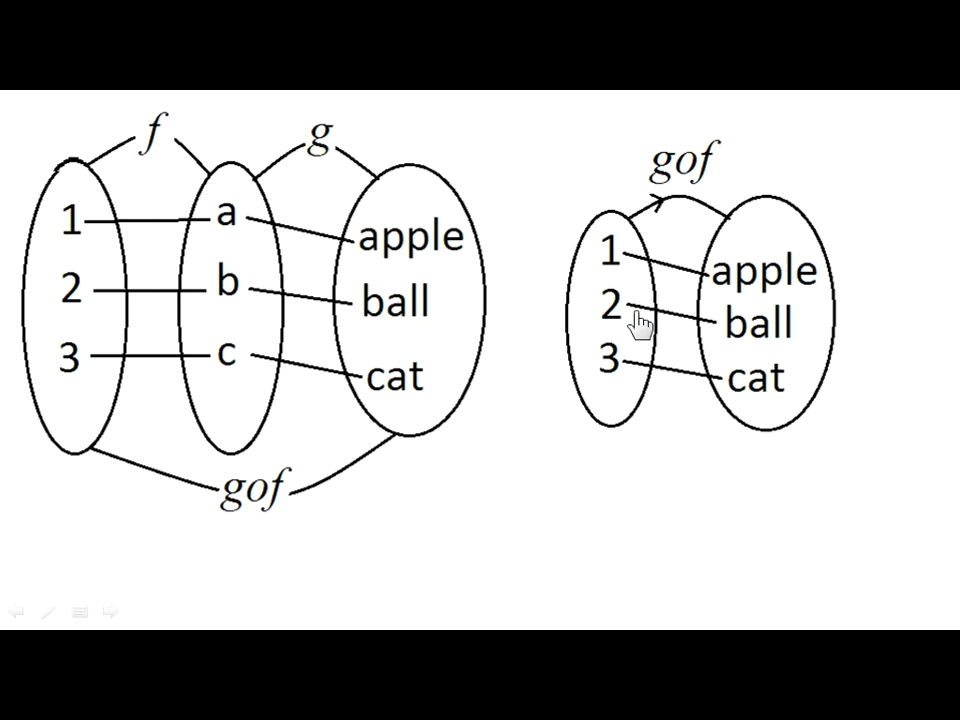 f g
1 a apple
2 b ball
3 c cat
gof
gof
1 apple
2 ball
3 cat